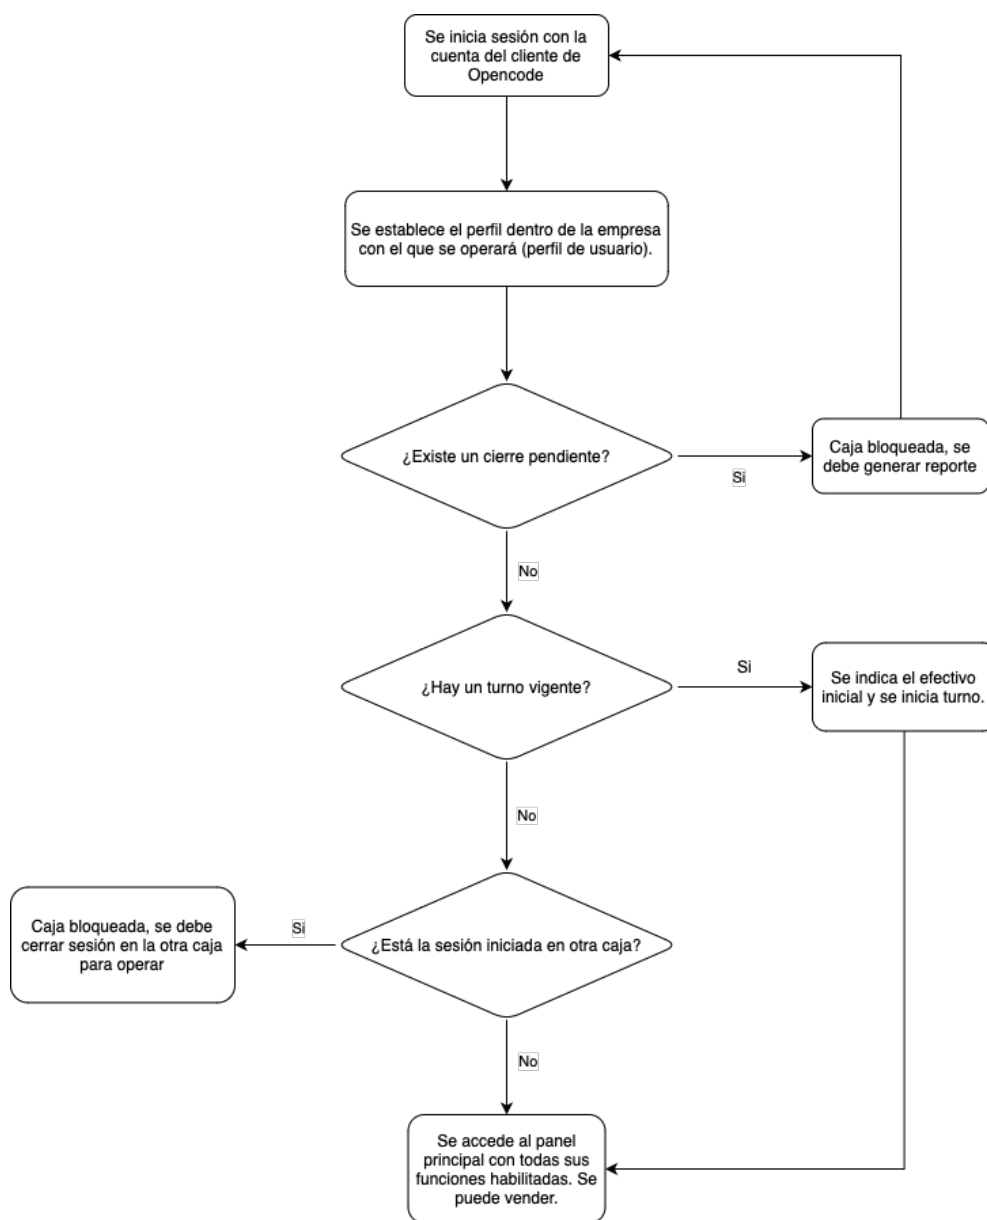 Se inicia sesión con la
cuenta del cliente de
Opencode
Se establece el perfil dentro de la empresa
con el que se operará (perfil de usuario).
¿Existe un cierre pendiente?
Si
Caja bloqueada, se
debe generar reporte
No
¿Hay un turno vigente?
Si
Se indica el efectivo
inicial y se inicia turno.
No
Caja bloqueada, se debe
cerrar sesión en la otra caja
para operar
Si
¿Está la sesión iniciada en otra caja?
No
Se accede al panel
principal con todas sus
funciones habilitadas. Se
puede vender.